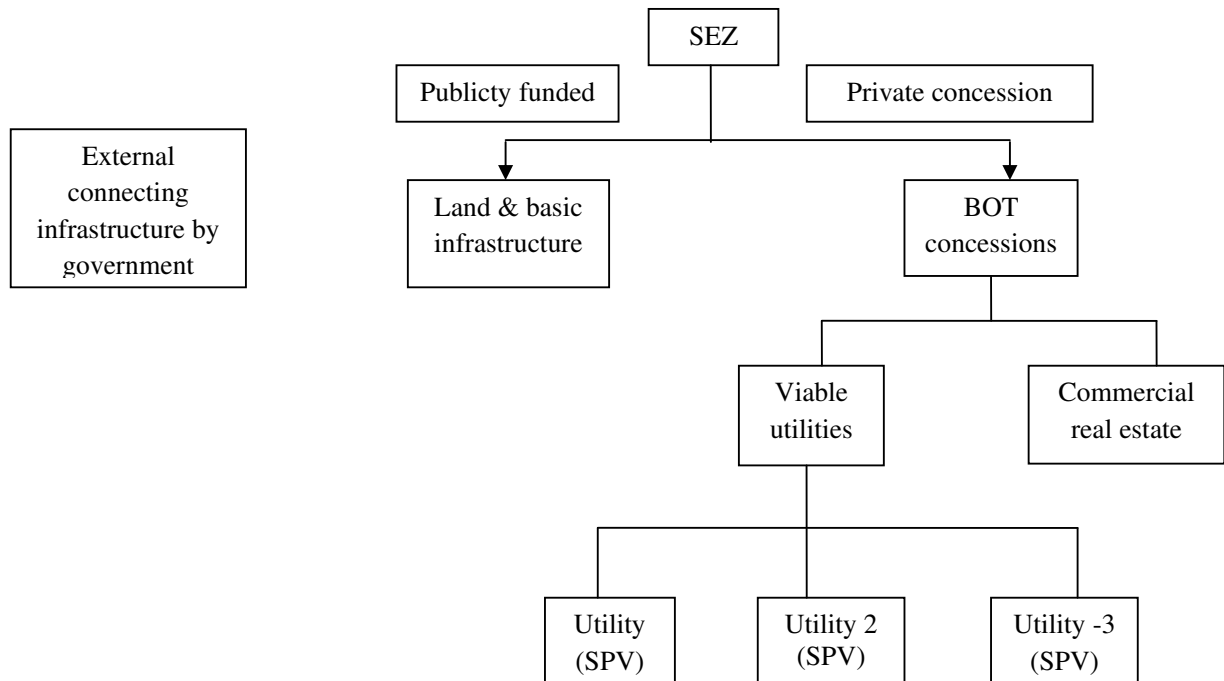 SEZ
Publicty funded
Private concession
External
connecting
infrastructure by
government
Land & basic
infrastructure
BOT
concessions
Viable
utilities
Commercial
real estate
Utility
(SPV)
Utility 2
(SPV)
Utility -3
(SPV)